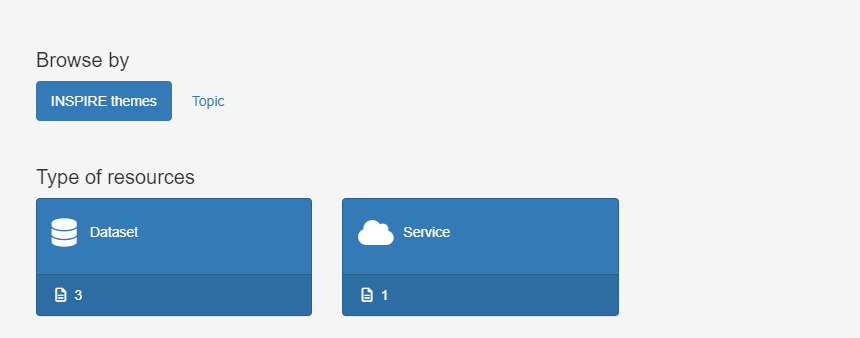 Browse by
INSPIRE themes Topic
Type of resources
Dataset Service
3 1